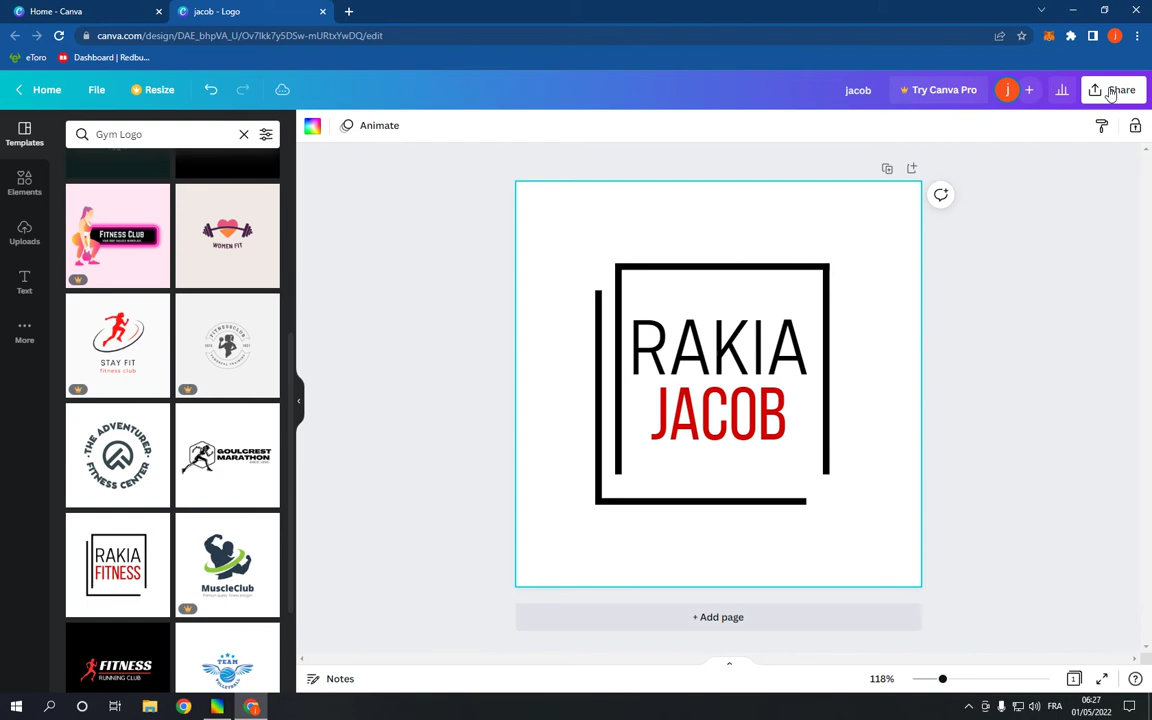 Home - Canva
jacob - Logo
canva.com/design/DAE_bhpVA_U/Ov7lkk7y5DSw-mURtxYwDQ/edit
eToro
Dashboard | Redbu...
Home
File
Resize
jacob
Try Canva Pro
j
Share
Templates
Gym Logo
Animate
Elements
Uploads
Text
More
FITNESS CLUB
WOMEN FIT
STAY FIT
fitness club
FITNESSCLUB
THE ADVENTURER
FITNESS CENTER
GOULCREST
MARATHON
RAKIA
FITNESS
MuscleClub
FITNESS
RUNNING CLUB
TEAM
VOLLEYBALL
RAKIA
JACOB
+ Add page
Notes
118%
1
FRA
06:27
01/05/2022